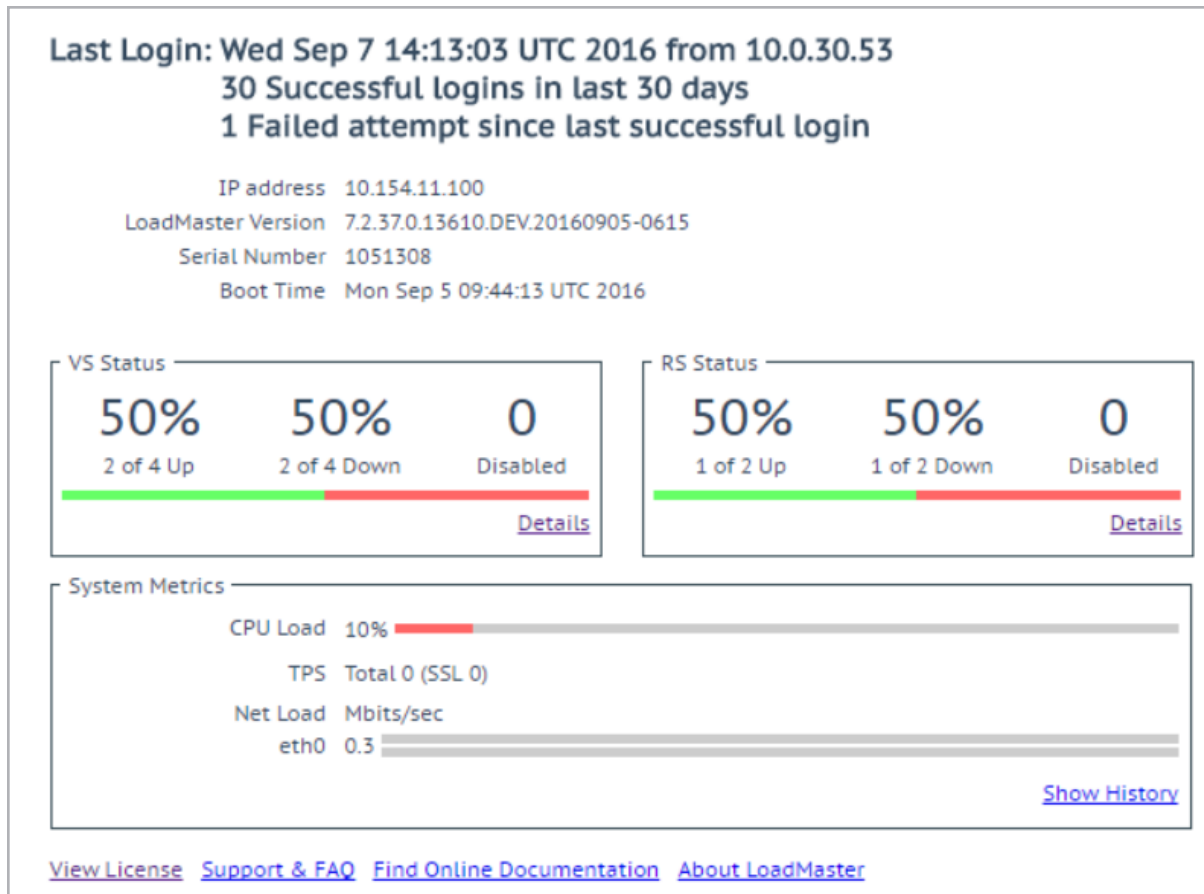 Last Login: Wed Sep 7 14:13:03 UTC 2016 from 10.0.30.53
30 Successful logins in last 30 days
1 Failed attempt since last successful login
IP address 10.154.11.100
LoadMaster Version 7.2.37.0.13610.DEV.20160905-0615
Serial Number 1051308
Boot Time Mon Sep 5 09:44:13 UTC 2016
VS Status
50% 50% 0
2 of 4 Up 2 of 4 Down Disabled
Details
RS Status
50% 50% 0
1 of 2 Up 1 of 2 Down Disabled
Details
System Metrics
CPU Load 10%
TPS Total 0 (SSL 0)
Net Load Mbits/sec
eth0 0.3
Show History
View License Support & FAQ Find Online Documentation About LoadMaster